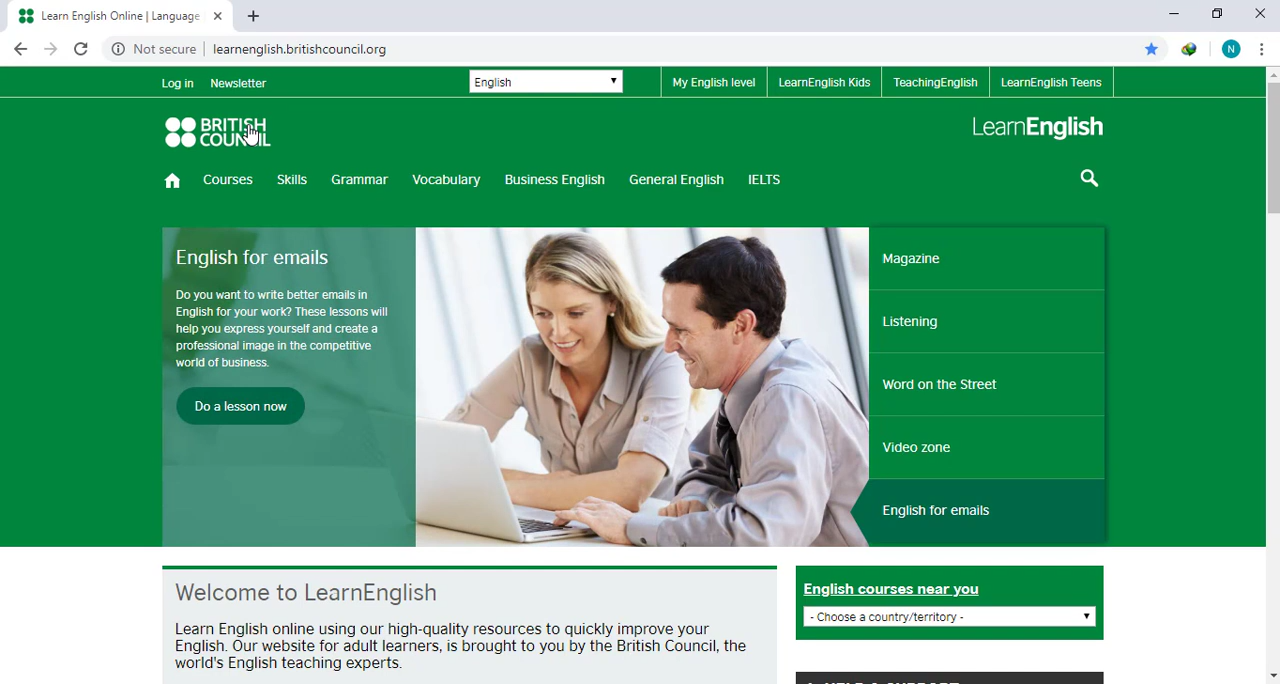 Learn English Online | Language
Not secure | learnenglish.britishcouncil.org
N
Log in Newsletter English My English level LearnEnglish Kids TeachingEnglish LearnEnglish Teens
BRITISH
COUNCIL
LearnEnglish
Courses Skills Grammar Vocabulary Business English General English IELTS
English for emails
Do you want to write better emails in
English for your work? These lessons will
help you express yourself and create a
professional image in the competitive
world of business.
Do a lesson now
Magazine
Listening
Word on the Street
Video zone
English for emails
Welcome to LearnEnglish
Learn English online using our high-quality resources to quickly improve your
English. Our website for adult learners, is brought to you by the British Council, the
world's English teaching experts.
English courses near you
- Choose a country/territory -